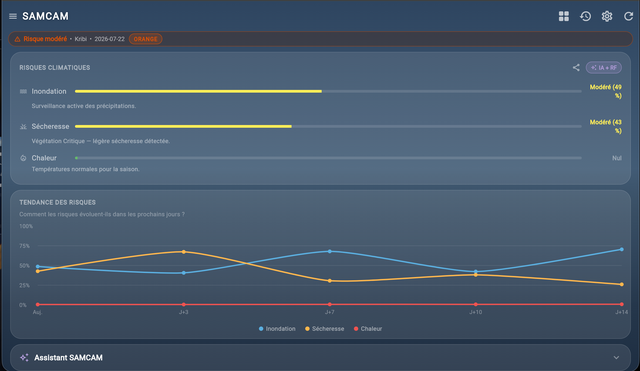 SAMCAM
Risque modéré • Kribi • 2026-07-22 ORANGE
RISQUES CLIMATIQUES
IA + RF
Inondation
Modéré (49 %)
Surveillance active des précipitations.
Sécheresse
Modéré (43 %)
Végétation Critique — légère sécheresse détectée.
Chaleur
Nul
Températures normales pour la saison.
TENDANCE DES RISQUES
Comment les risques évoluent-ils dans les prochains jours ?
100%
75%
50%
25%
0%
Auj. J+3 J+7 J+10 J+14
Inondation Sécheresse Chaleur
Assistant SAMCAM